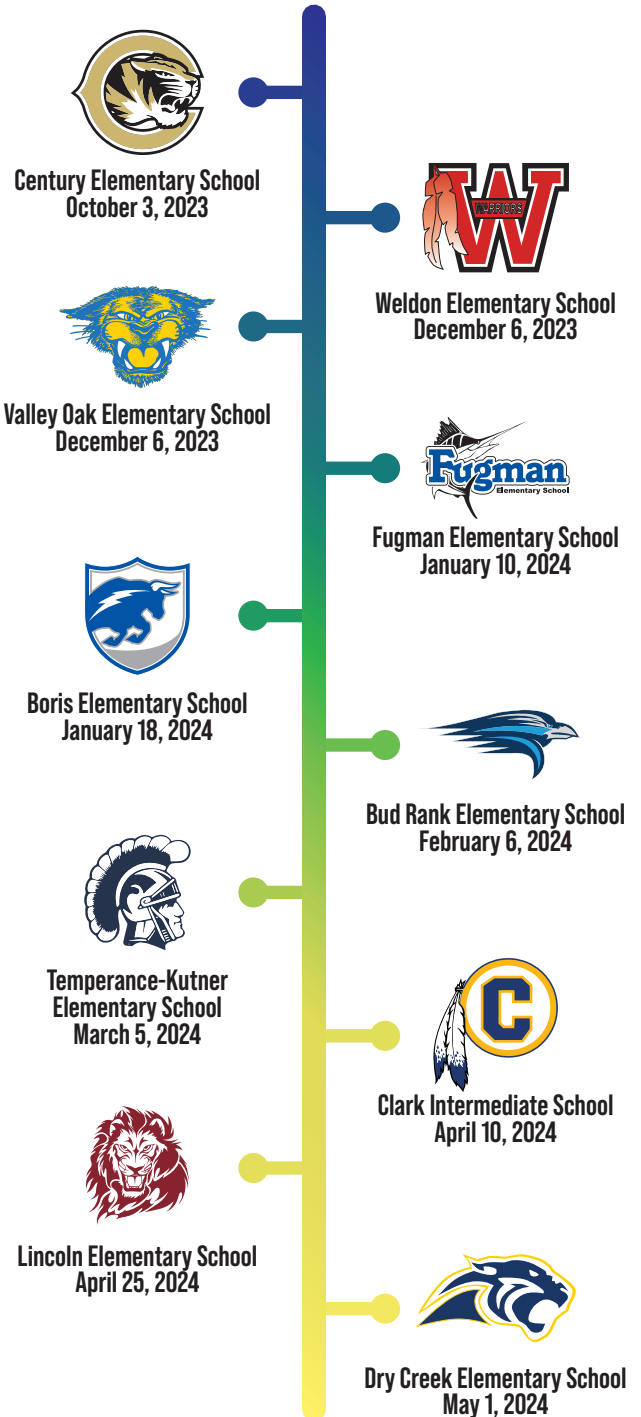 C
Century Elementary School
October 3, 2023
W
WARRIORS
Weldon Elementary School
December 6, 2023
Valley Oak Elementary School
December 6, 2023
Fugman
Elementary School
Fugman Elementary School
January 10, 2024
Boris Elementary School
January 18, 2024
Bud Rank Elementary School
February 6, 2024
Temperance-Kutner
Elementary School
March 5, 2024
C
Clark Intermediate School
April 10, 2024
Lincoln Elementary School
April 25, 2024
Dry Creek Elementary School
May 1, 2024